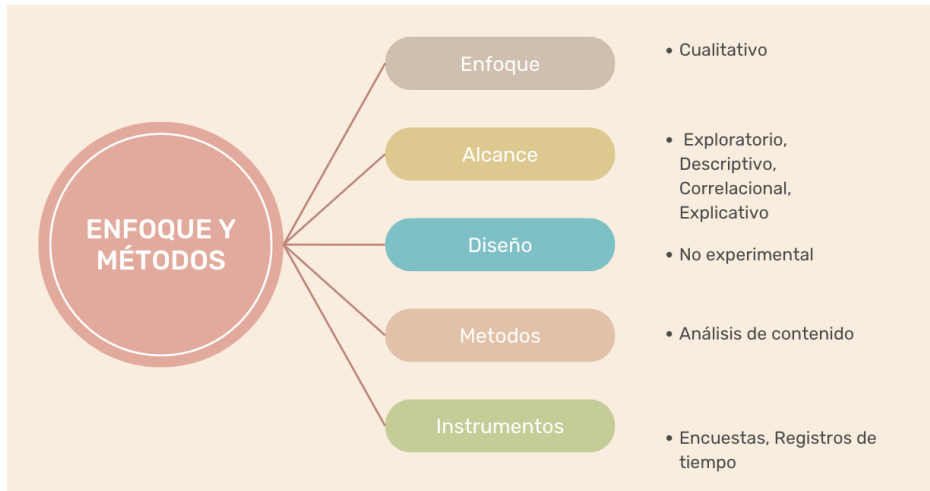 ENFOQUE Y
MÉTODOS
Enfoque
• Cualitativo
Alcance
• Exploratorio,
Descriptivo,
Correlacional,
Explicativo
Diseño
• No experimental
Metodos
• Análisis de contenido
Instrumentos
• Encuestas, Registros de
tiempo